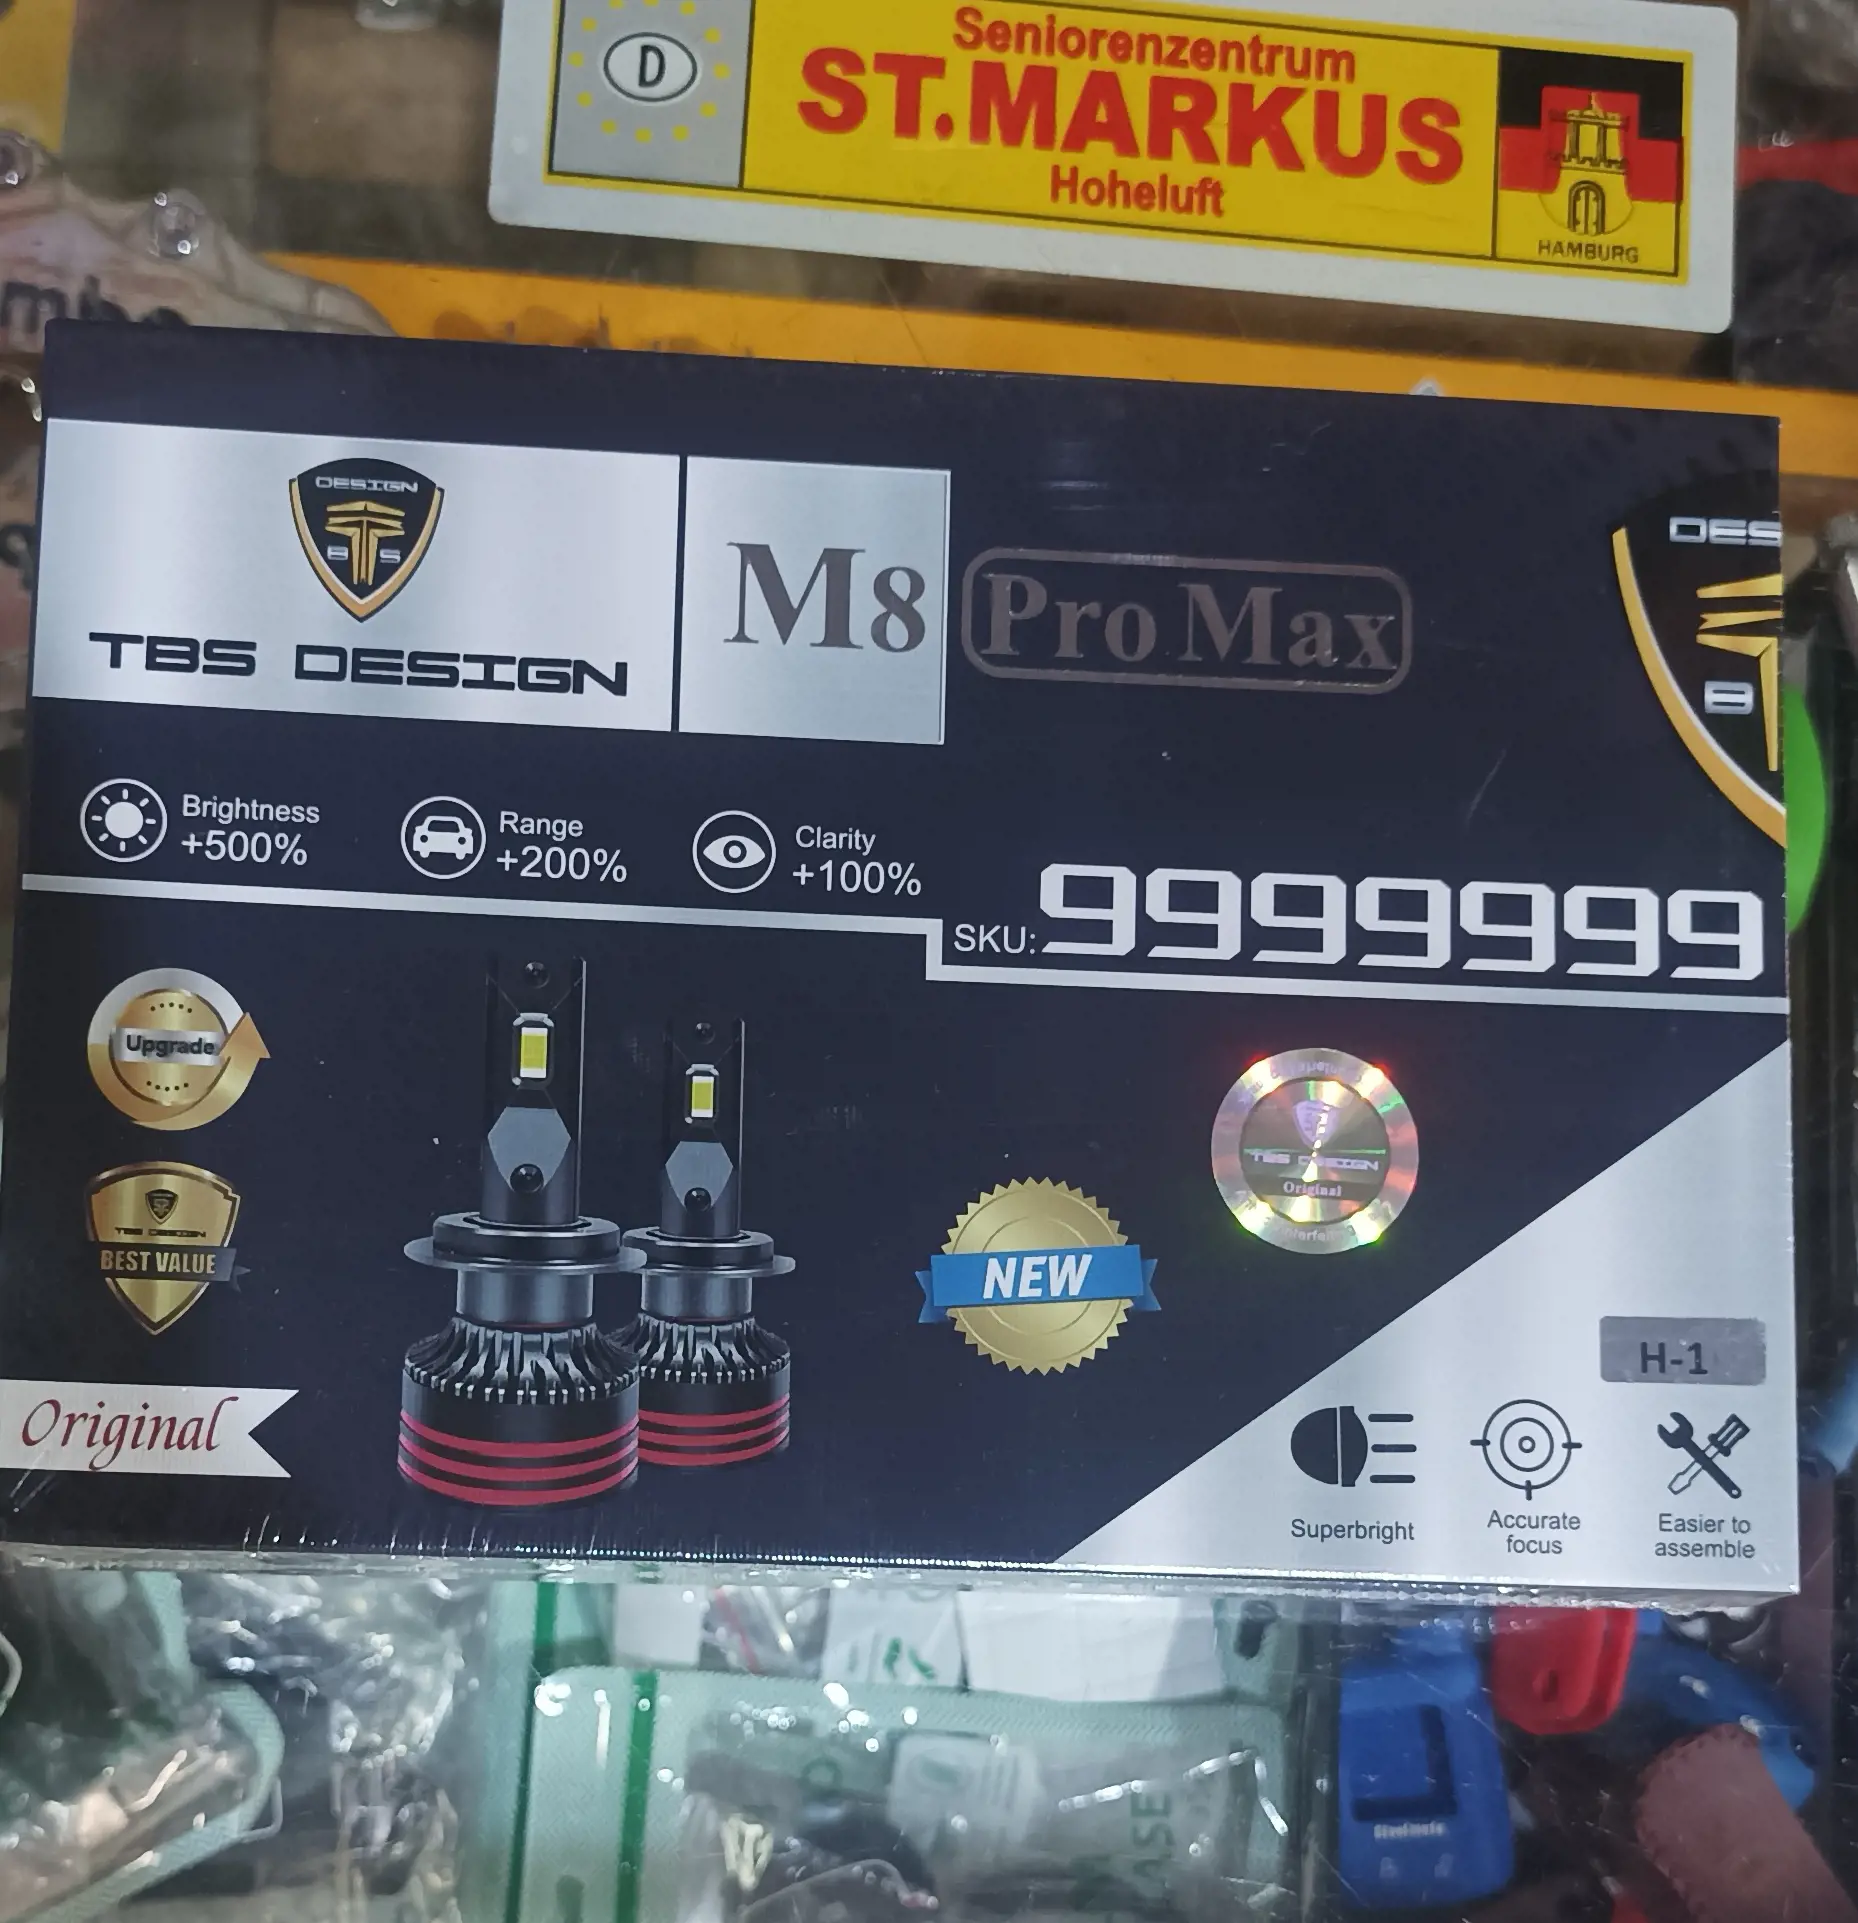 D
Seniorenzentrum
ST.MARKUS
Hoheluft
HAMBURG
DESIGN
B T S
TBS DESIGN
M8 Pro Max
DES
B
Brightness
+500%
Range
+200%
Clarity
+100%
SKU: 9999999
Upgrade
TBS DESIGN
BEST VALUE
Original
NEW
TBS DESIGN
Original
H-1
Superbright
Accurate
focus
Easier to
assemble